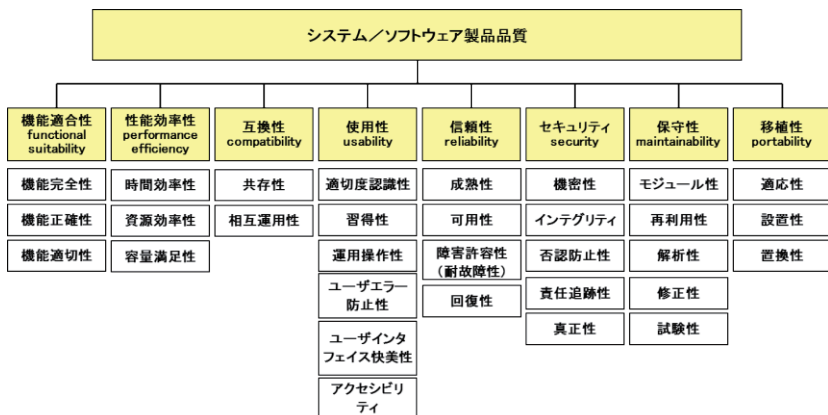 システム／ソフトウェア製品品質
機能適合性
functional
suitability
機能完全性
機能正確性
機能適切性
性能効率性
performance
efficiency
時間効率性
資源効率性
容量満足性
互換性
compatibility
共存性
相互運用性
使用性
usability
適切度認識性
習得性
運用操作性
ユーザエラー
防止性
ユーザインタ
フェイス快美性
アクセシビリ
ティ
信頼性
reliability
成熟性
可用性
障害許容性
(耐故障性)
回復性
セキュリティ
security
機密性
インテグリティ
否認防止性
責任追跡性
真正性
保守性
maintainability
モジュール性
再利用性
解析性
修正性
試験性
移植性
portability
適応性
設置性
置換性